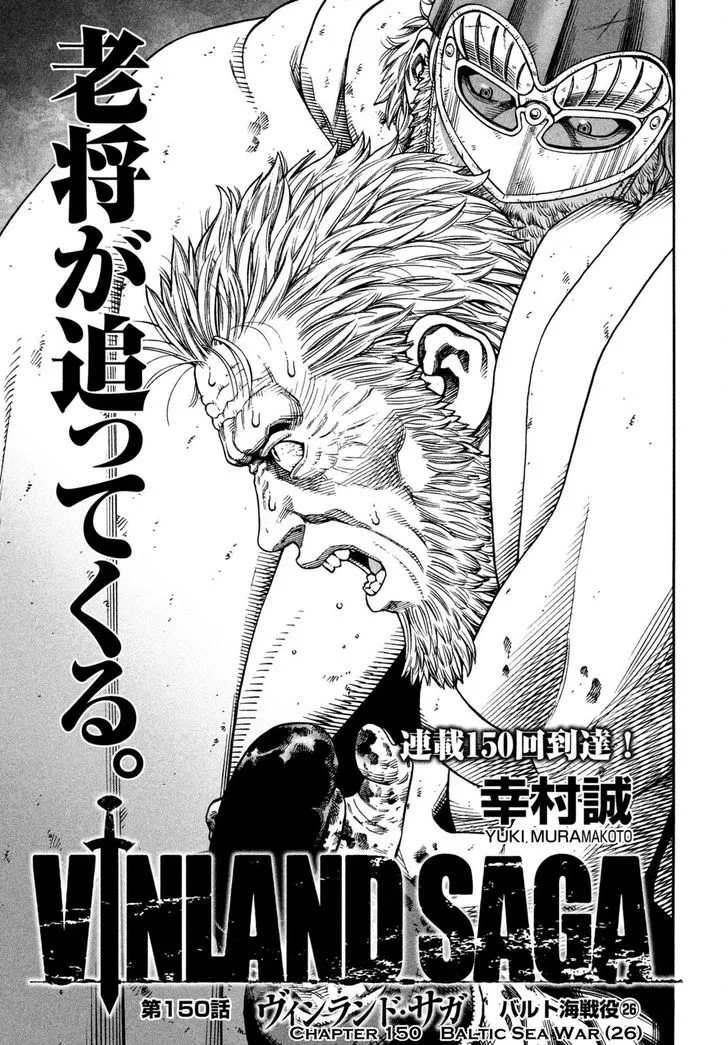 老将が追ってくる。
連載150回到達！
幸村誠
YUKIMURA MAKOTO
VINLAND SAGA
第150話 ヴィンランド・サガ バルト海戦役㉖
CHAPTER 150 BALTIC SEA WAR (26)